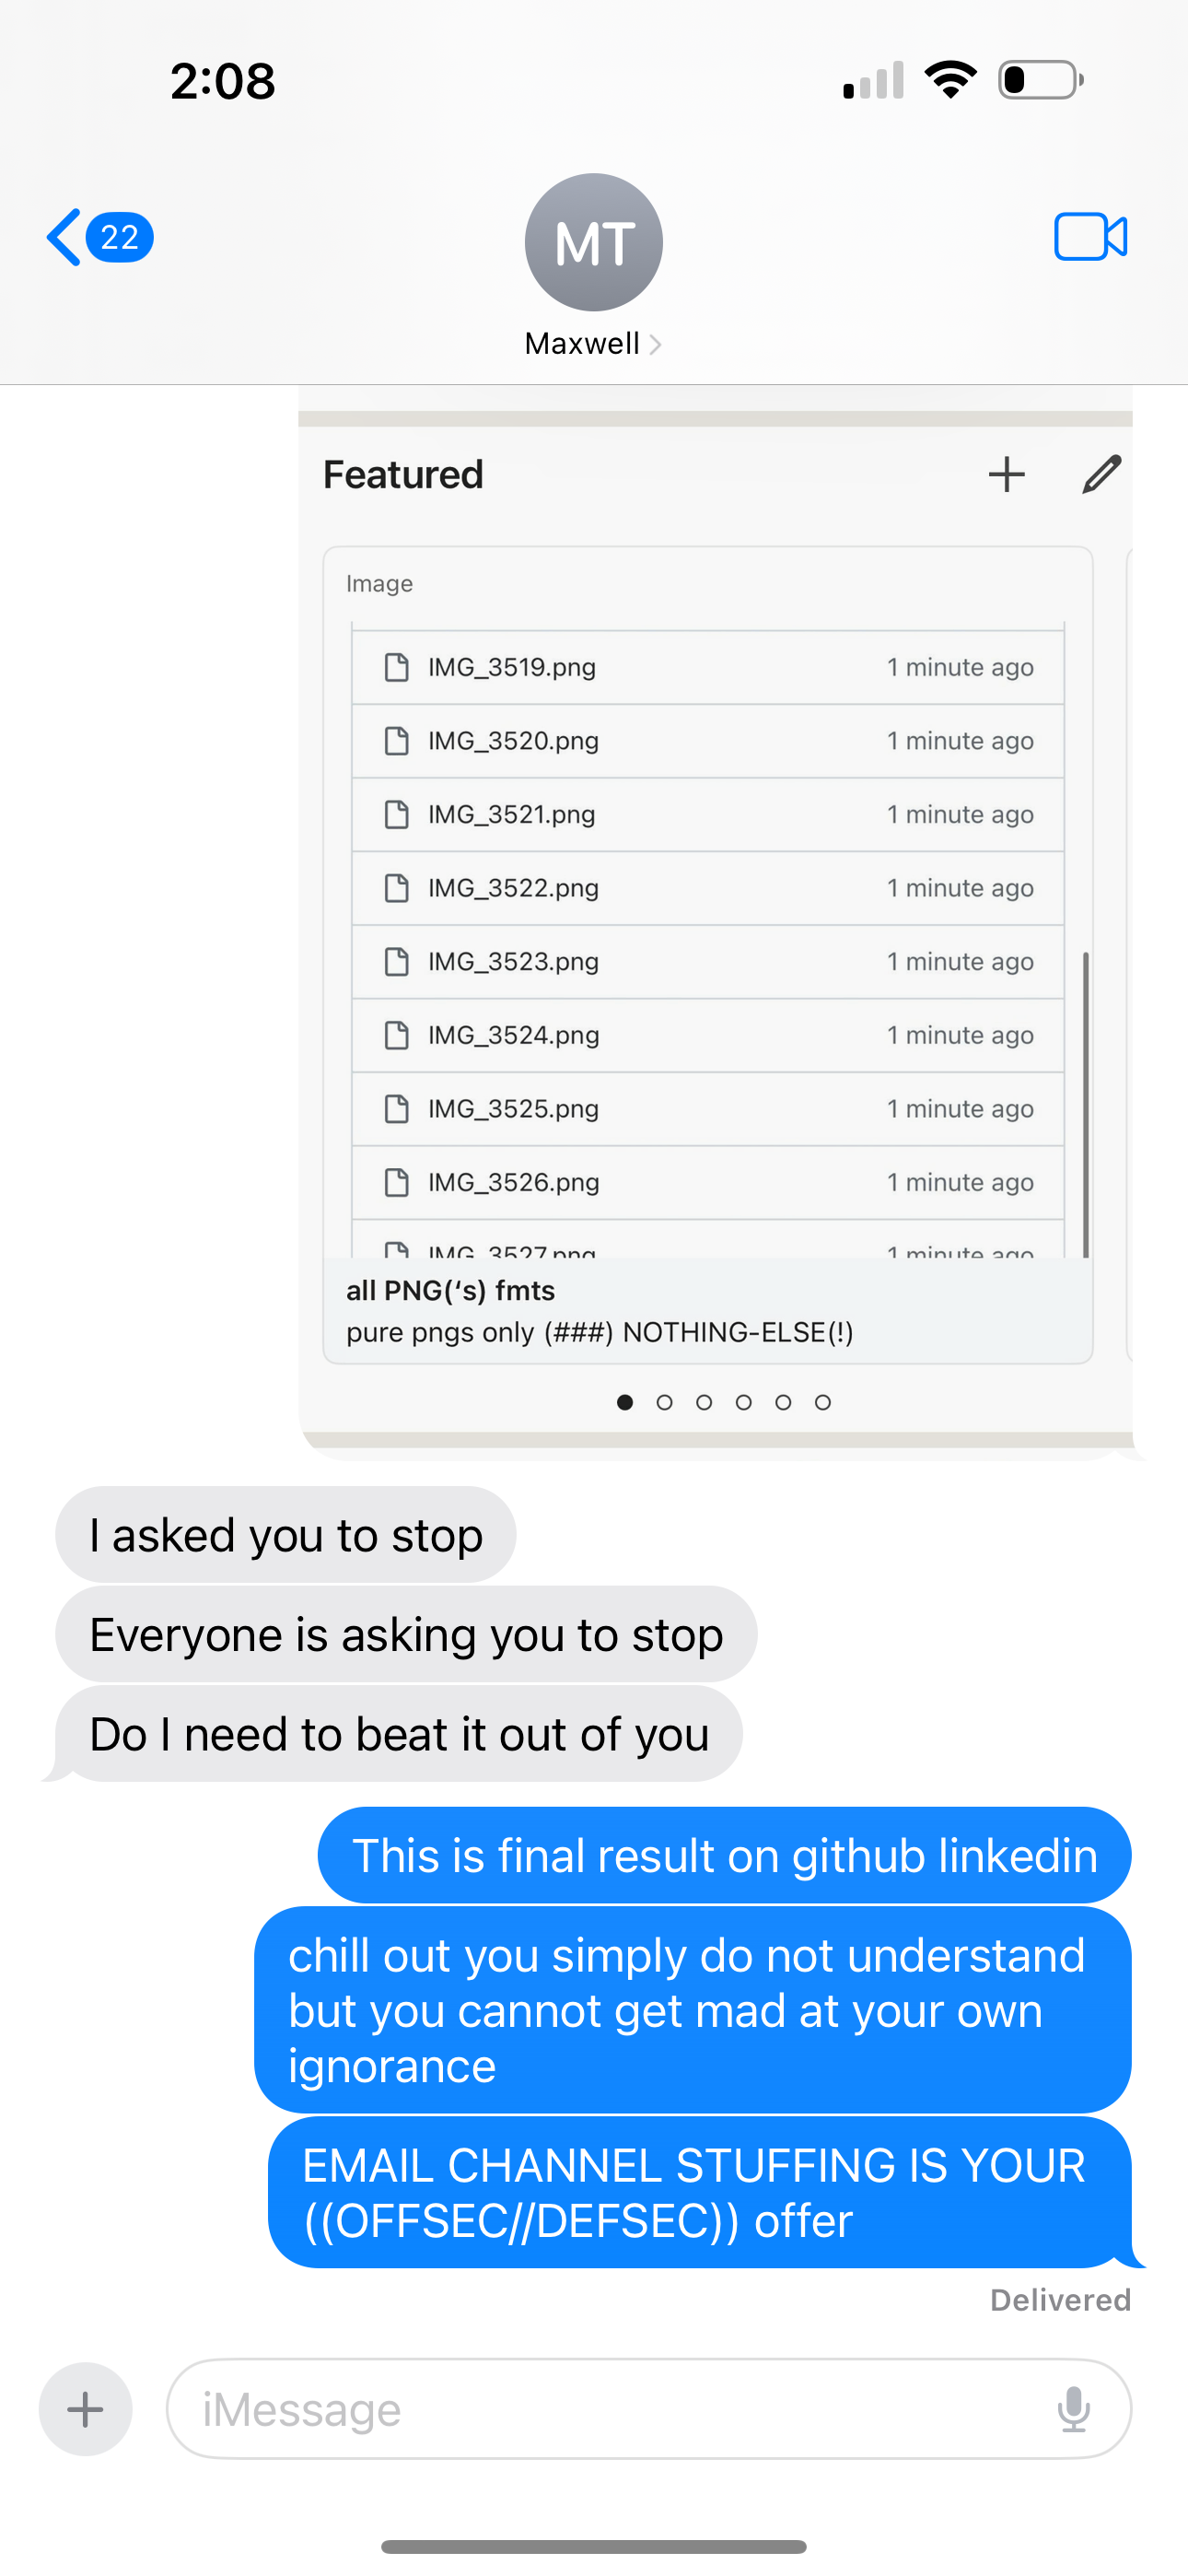 2:08
22
MT
Maxwell
Featured
Image
IMG_3519.png 1 minute ago
IMG_3520.png 1 minute ago
IMG_3521.png 1 minute ago
IMG_3522.png 1 minute ago
IMG_3523.png 1 minute ago
IMG_3524.png 1 minute ago
IMG_3525.png 1 minute ago
IMG_3526.png 1 minute ago
IMG_3527.png 1 minute ago
all PNG(‘s) fmts
pure pngs only (###) NOTHING-ELSE(!)
I asked you to stop
Everyone is asking you to stop
Do I need to beat it out of you
This is final result on github linkedin
chill out you simply do not understand
but you cannot get mad at your own
ignorance
EMAIL CHANNEL STUFFING IS YOUR
((OFFSEC//DEFSEC)) offer
Delivered
iMessage